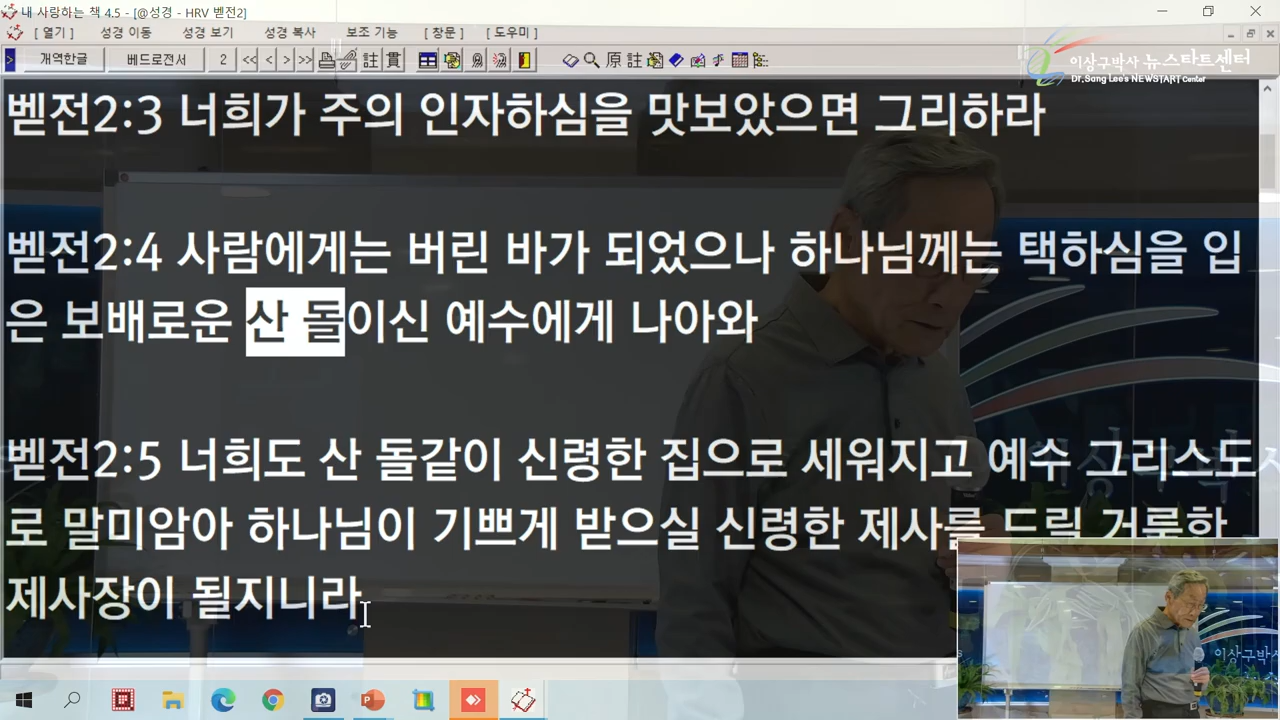 내 사랑하는 책 4.5 - [@성경 - HRV 벧전2]
[ 열기 ] 성경 이동 성경 보기 성경 복사 보조 기능 [ 창문 ] [ 도우미 ]
> 개역한글 베드로전서 2 << < > >> 註 貫 原 註
이상구박사 뉴스타트센터
Dr.Sang Lee's NEWSTART Center
벧전2:3 너희가 주의 인자하심을 맛보았으면 그리하라
벧전2:4 사람에게는 버린 바가 되었으나 하나님께는 택하심을 입
은 보배로운 산 돌이신 예수에게 나아와
벧전2:5 너희도 산 돌같이 신령한 집으로 세워지고 예수 그리스도
로 말미암아 하나님이 기쁘게 받으실 신령한 제사를 드릴 거룩한
제사장이 될지니라
이상구박사